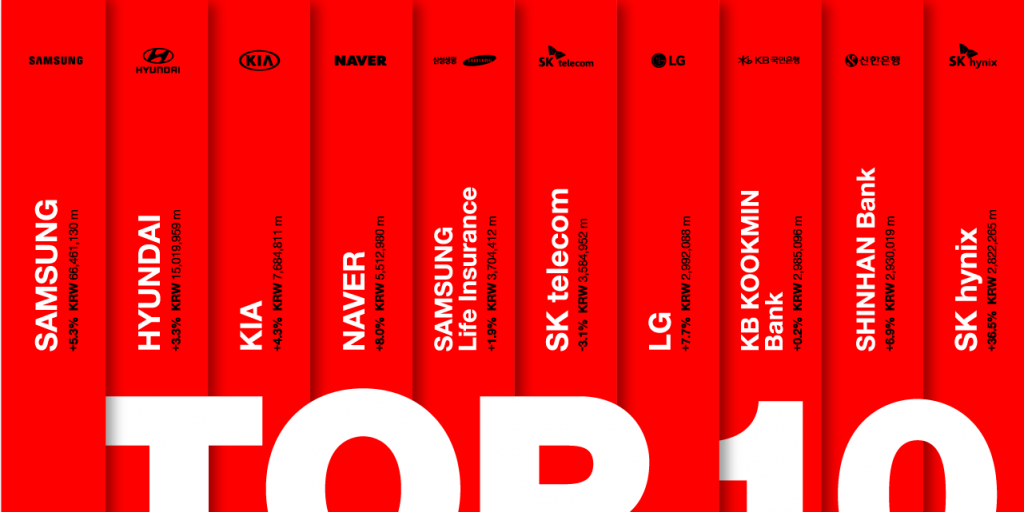 SAMSUNG
HYUNDAI
KIA
NAVER
삼성생명 SAMSUNG
SK telecom
LG
KB국민은행
신한은행
SK hynix
SAMSUNG
+5.3% KRW 66,461,130 m
HYUNDAI
+3.3% KRW 15,019,959 m
KIA
+4.3% KRW 7,684,811 m
NAVER
+8.0% KRW 5,512,980 m
SAMSUNG
Life Insurance
+1.9% KRW 3,704,412 m
SK telecom
-3.1% KRW 3,584,952 m
LG
+7.7% KRW 2,992,088 m
KB KOOKMIN
Bank
+0.2% KRW 2,985,096 m
SHINHAN Bank
+6.9% KRW 2,930,019 m
SK hynix
+36.5% KRW 2,622,265 m
TOP 10